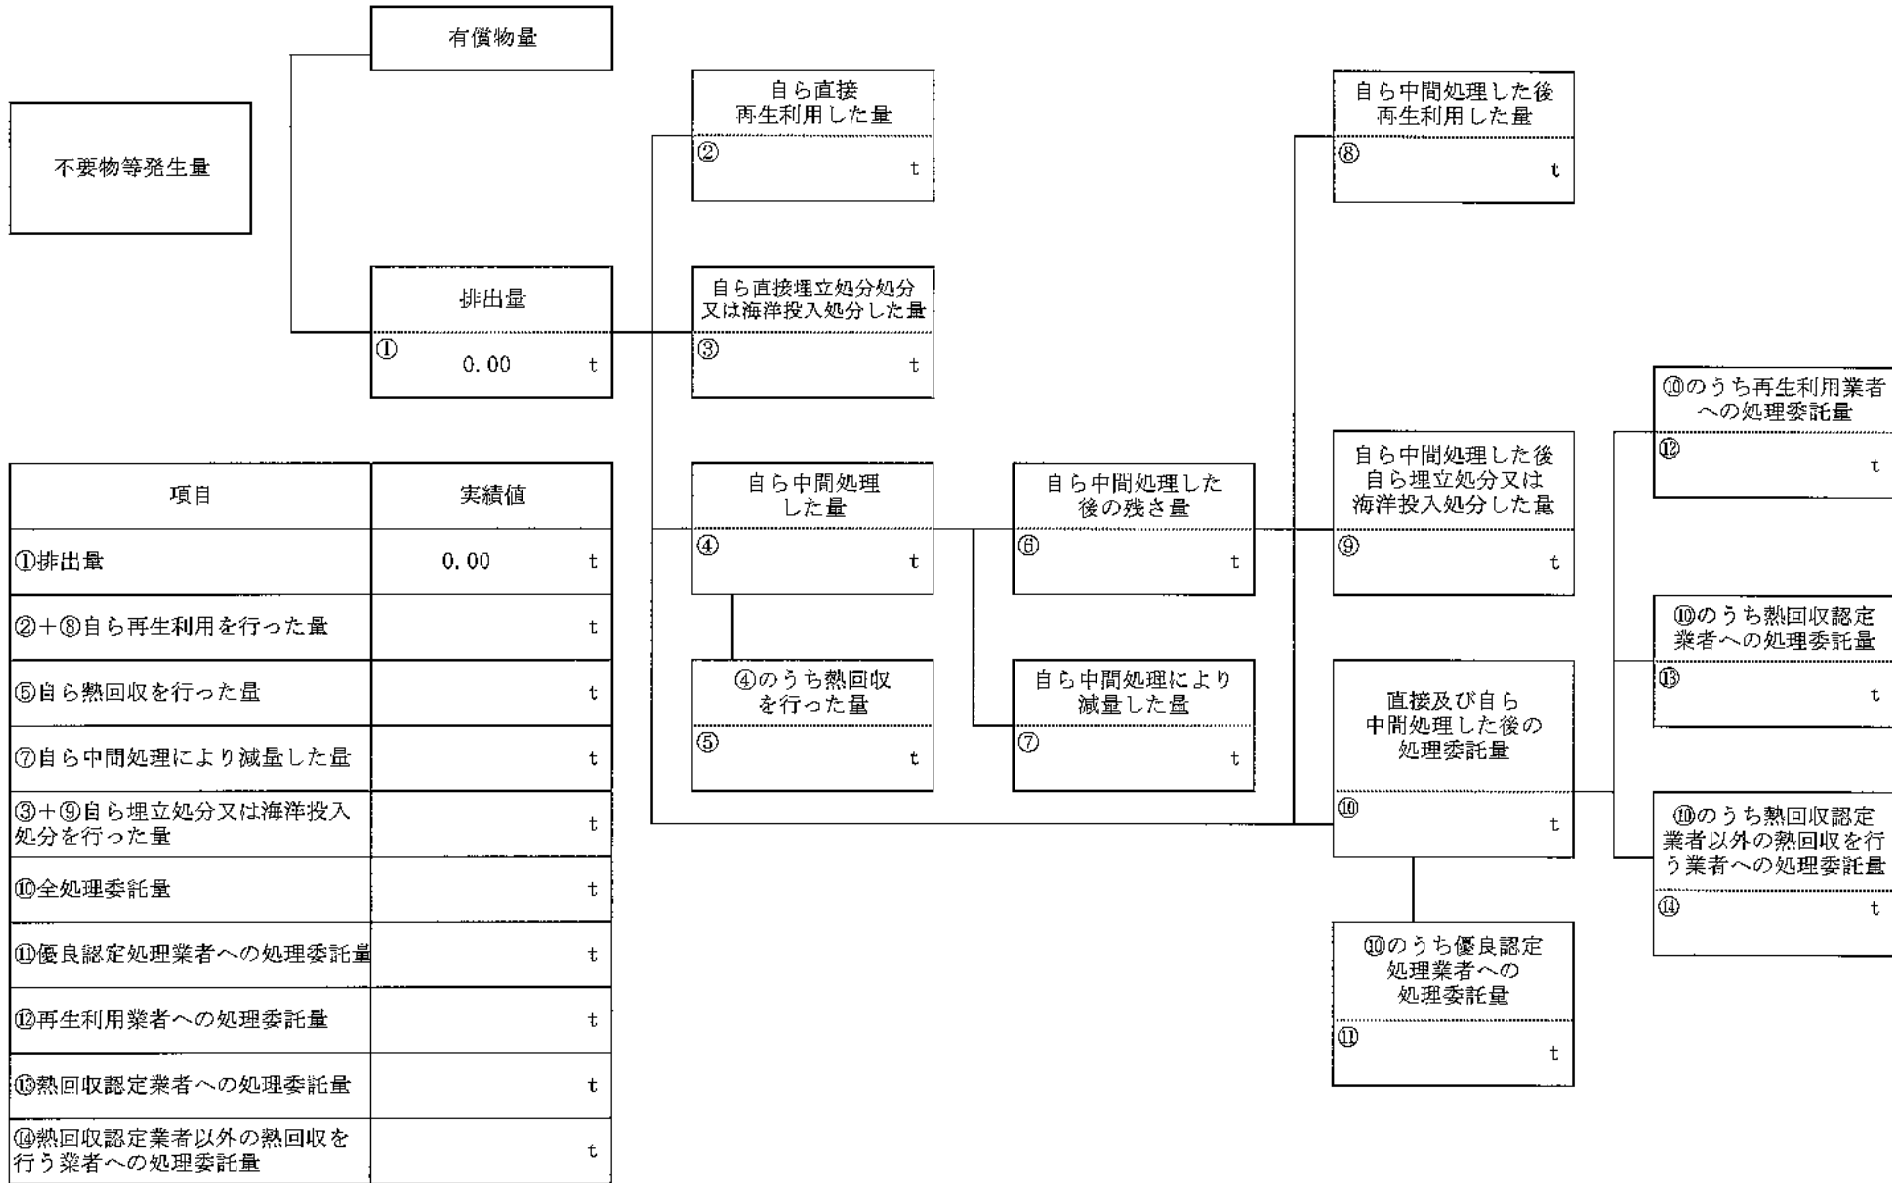 有償物量
不要物等発生量
排出量
①
0.00 t
自ら直接
再生利用した量
②
t
自ら直接埋立処分処分
又は海洋投入処分した量
③
t
自ら中間処理
した量
④
t
④のうち熱回収
を行った量
⑤
t
自ら中間処理した
後の残さ量
⑥
t
自ら中間処理により
減量した量
⑦
t
自ら中間処理した後
再生利用した量
⑧
t
自ら中間処理した後
自ら埋立処分又は
海洋投入処分した量
⑨
t
直接及び自ら
中間処理した後の
処理委託量
⑩
t
⑩のうち優良認定
処理業者への
処理委託量
⑪
t
⑩のうち再生利用業者
への処理委託量
⑫
t
⑩のうち熱回収認定
業者への処理委託量
⑬
t
⑩のうち熱回収認定
業者以外の熱回収を行
う業者への処理委託量
⑭
t
項目 実績値
①排出量 0.00 t
②+⑧自ら再生利用を行った量 t
⑤自ら熱回収を行った量 t
⑦自ら中間処理により減量した量 t
③+⑨自ら埋立処分又は海洋投入
処分を行った量 t
⑩全処理委託量 t
⑪優良認定処理業者への処理委託量 t
⑫再生利用業者への処理委託量 t
⑬熱回収認定業者への処理委託量 t
⑭熱回収認定業者以外の熱回収を
行う業者への処理委託量 t